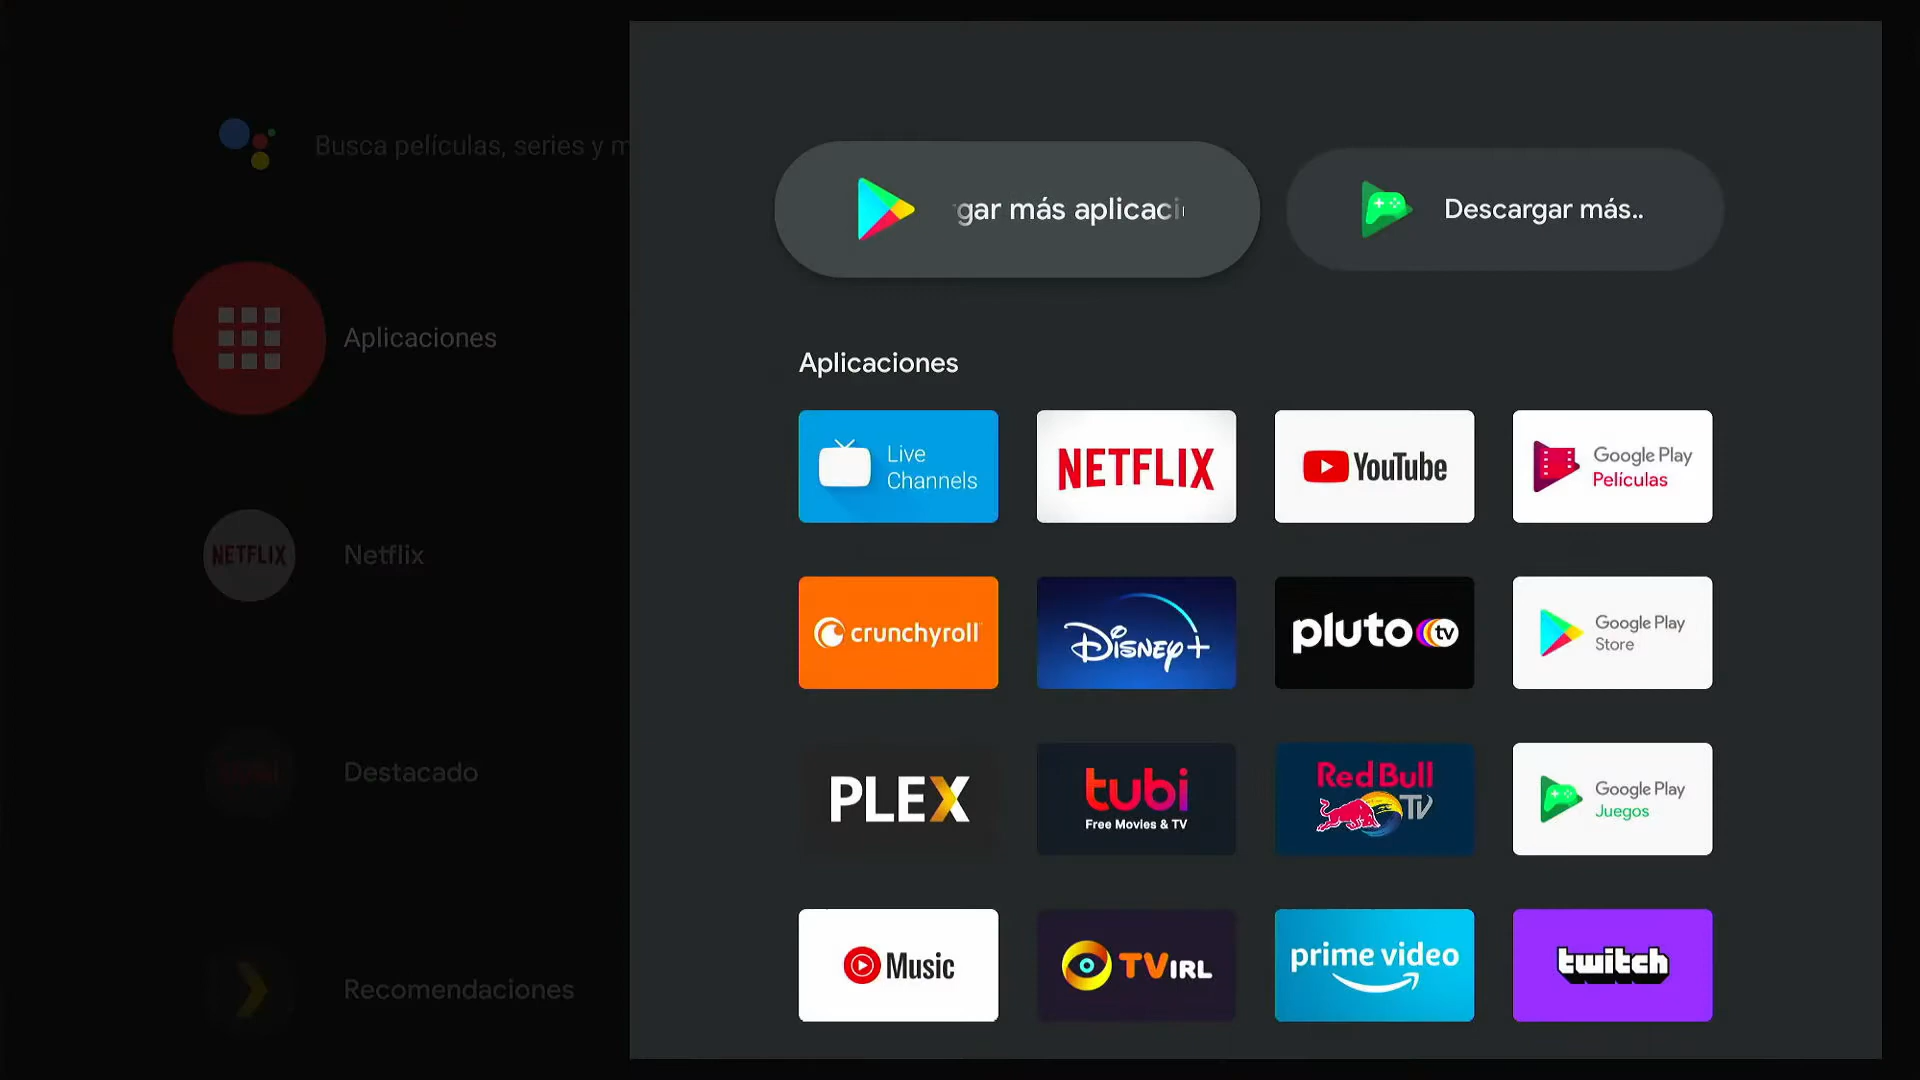 Busca películas, series y m
gar más aplicaci
Descargar más..
Aplicaciones
Aplicaciones
Live
Channels
NETFLIX
YouTube
Google Play
Películas
NETFLIX
Netflix
crunchyroll
Disney+
pluto tv
Google Play
Store
Destacado
PLEX
tubi
Free Movies & TV
Red Bull
TV
Google Play
Juegos
Recomendaciones
Music
TVIRL
prime video
twitch